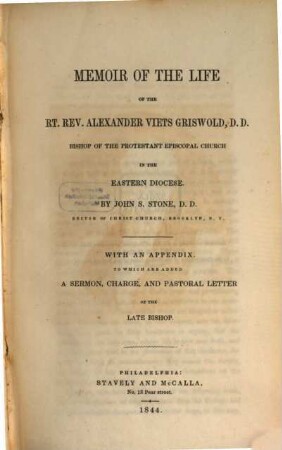 MEMOIR OF THE LIFE
OF THE
RT. REV. ALEXANDER VIETS GRISWOLD, D. D.
BISHOP OF THE PROTESTANT EPISCOPAL CHURCH
IN THE
EASTERN DIOCESE.
BY JOHN S. STONE, D. D.
RECTOR OF CHRIST CHURCH, BROOKLYN, N. Y.
WITH AN APPENDIX.
TO WHICH ARE ADDED
A SERMON, CHARGE, AND PASTORAL LETTER
OF THE
LATE BISHOP.
PHILADELPHIA:
STAVELY AND McCALLA,
No. 12 Pear street.
1844.